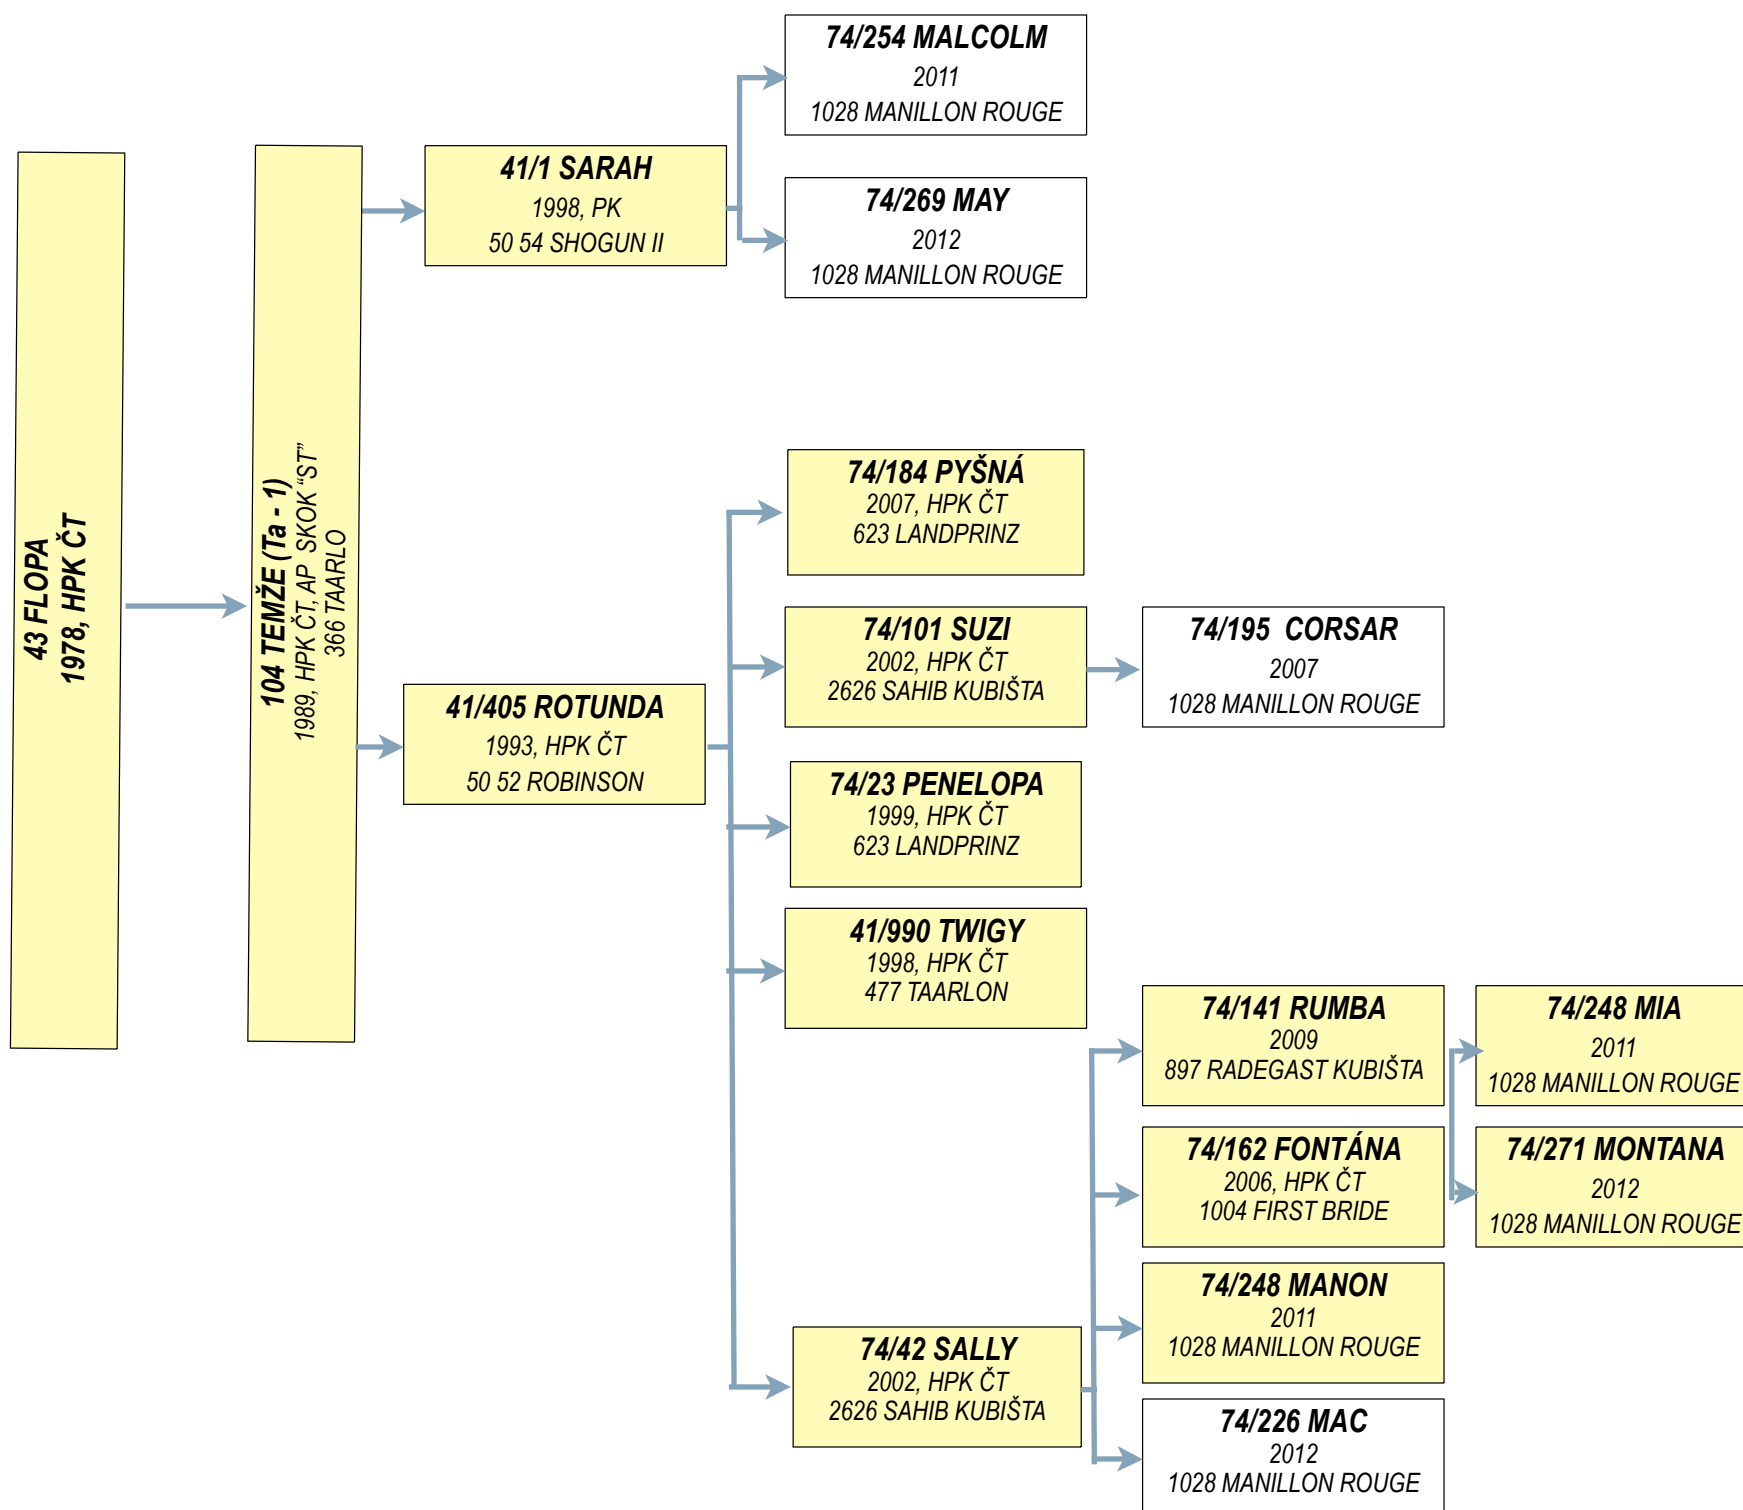 43 FLOPA
1978, HPK ČT
104 TEMŽE (Ta - 1)
1989, HPK ČT, AP  SKOK “ST”
366 TAARLO
41/1 SARAH
1998, PK
50 54 SHOGUN II
74/254 MALCOLM
2011
1028 MANILLON ROUGE
74/269 MAY
2012
1028 MANILLON ROUGE
41/405 ROTUNDA
1993, HPK ČT
50 52 ROBINSON
74/184 PYŠNÁ
2007, HPK ČT
623 LANDPRINZ
74/101 SUZI
2002, HPK ČT
2626 SAHIB KUBIŠTA
74/195  CORSAR
2007
1028 MANILLON ROUGE
74/23 PENELOPA
1999, HPK ČT
623 LANDPRINZ
41/990 TWIGY
1998, HPK ČT
477 TAARLON
74/42 SALLY
2002, HPK ČT
2626 SAHIB KUBIŠTA
74/141 RUMBA
2009
897 RADEGAST KUBIŠTA
74/248 MIA
2011
1028 MANILLON ROUGE
74/162 FONTÁNA
2006, HPK ČT
1004 FIRST BRIDE
74/271 MONTANA
2012
1028 MANILLON ROUGE
74/248 MANON
2011
1028 MANILLON ROUGE
74/226 MAC
2012
1028 MANILLON ROUGE